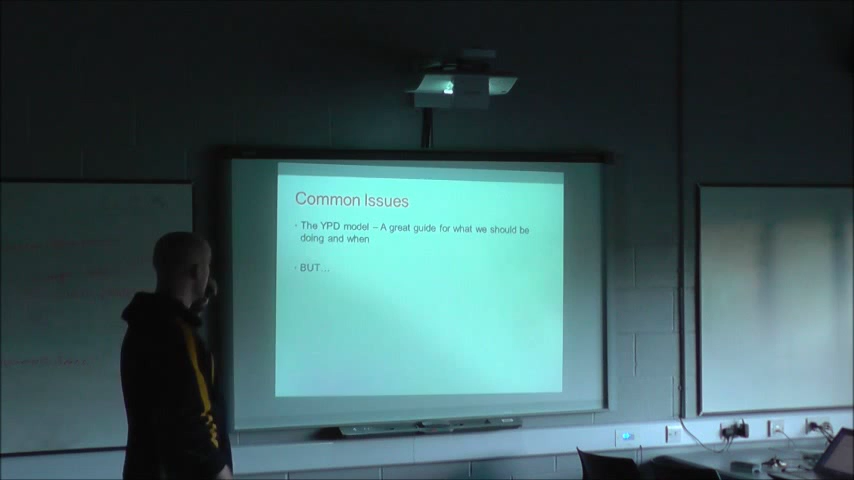 Common Issues
· The YPD model – A great guide for what we should be
doing and when
· BUT...